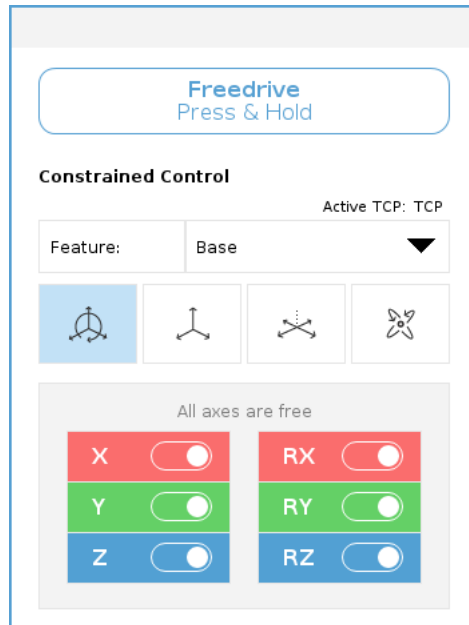 Freedrive
Press & Hold
Constrained Control
Active TCP: TCP
Feature: Base
All axes are free
X RX
Y RY
Z RZ